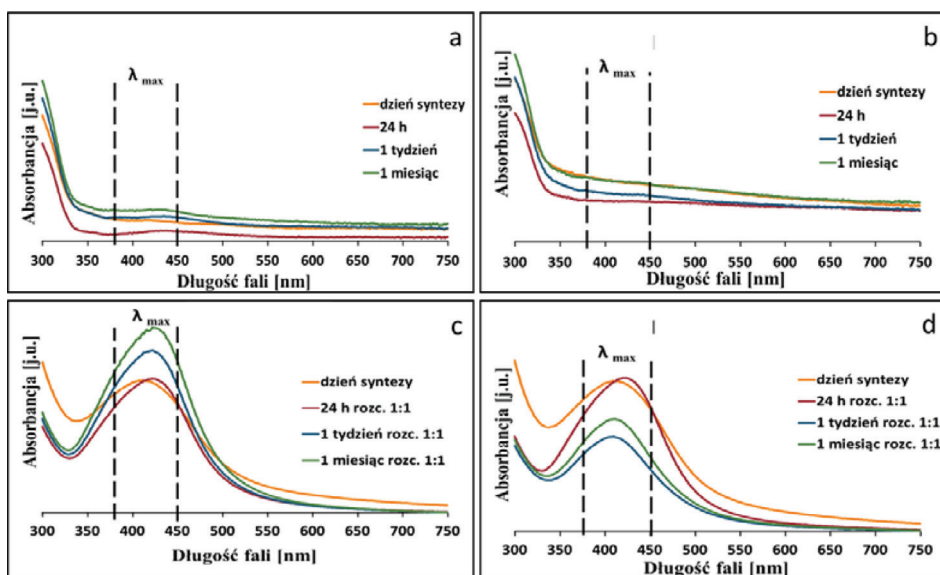 a
λ max
dzień syntezy
24 h
1 tydzień
1 miesiąc
Absorbancja [j.u.]
300 350 400 450 500 550 600 650 700 750
Długość fali [nm]
b
λ max
dzień syntezy
24 h
1 tydzień
1 miesiąc
Absorbancja [j.u.]
300 350 400 450 500 550 600 650 700 750
Długość fali [nm]
c
λ max
dzień syntezy
24 h rozc. 1:1
1 tydzień rozc. 1:1
1 miesiąc rozc. 1:1
Absorbancja [j.u.]
300 350 400 450 500 550 600 650 700 750
Długość fali [nm]
d
λ max
dzień syntezy
24 h rozc. 1:1
1 tydzień rozc. 1:1
1 miesiąc rozc. 1:1
Absorbancja [j.u.]
300 350 400 450 500 550 600 650 700 750
Długość fali [nm]